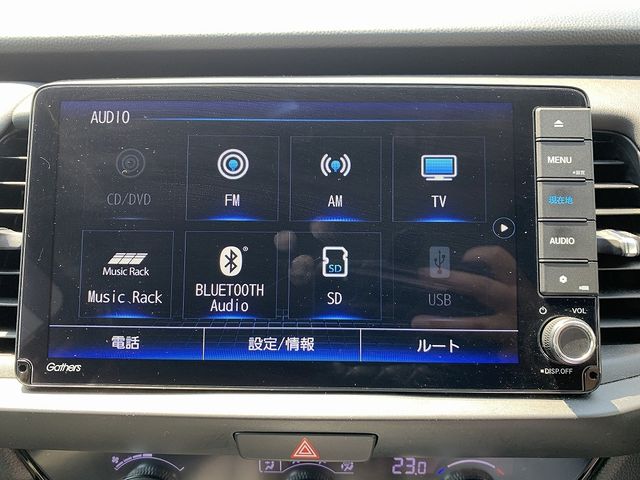 AUDIO
CD/DVD
FM
AM
TV
Music Rack
Music Rack
BLUETOOTH
Audio
SD
SD
USB
電話
設定/情報
ルート
Gathers
MENU
現在地
AUDIO
VOL
DISP.OFF
23.0